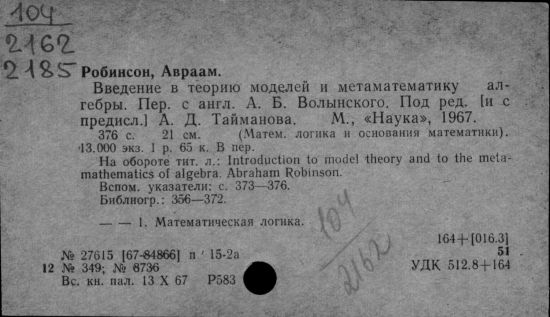 104
2162
2185
Робинсон, Авраам.
Введение в теорию моделей и метаматематику ал-
гебры. Пер. с англ. А. Б. Волынского. Под ред. [и с
предисл.] А. Д. Тайманова. М., «Наука», 1967.
376 с. 21 см. (Матем. логика и основания математики).
13.000 экз. 1 р. 65 к. В пер.
На обороте тит. л.: Introduction to model theory and to the meta-
mathematics of algebra. Abraham Robinson.
Вспом. указатели: с. 373—376.
Библиогр.: 356—372.
— — 1. Математическая логика.
104
2162
164+[016.3]
51
№ 27615 [67-84866] п 15-2а
12 № 349; № 8736
УДК 512.8+164
Вс. кн. пал. 13 X 67 Р583